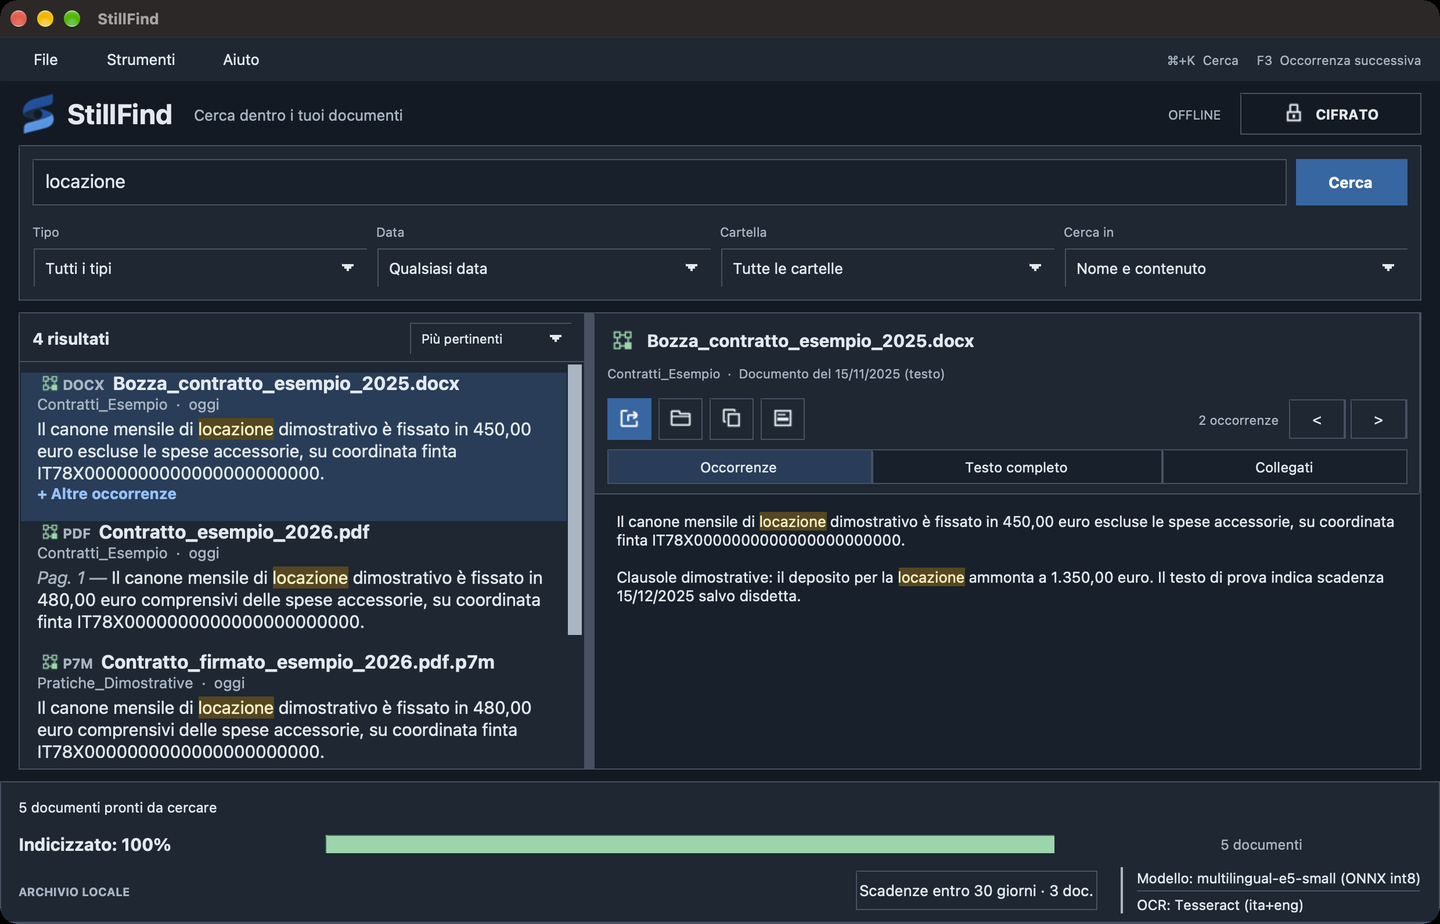 StillFind
File Strumenti Aiuto ⌘+K Cerca F3 Occorrenza successiva
StillFind Cerca dentro i tuoi documenti OFFLINE CIFRATO
locazione Cerca
Tipo Data Cartella Cerca in
Tutti i tipi Qualsiasi data Tutte le cartelle Nome e contenuto
4 risultati Più pertinenti
DOCX Bozza_contratto_esempio_2025.docx
Contratti_Esempio · oggi
Il canone mensile di locazione dimostrativo è fissato in 450,00
euro escluse le spese accessorie, su coordinata finta
IT78X0000000000000000000000.
+ Altre occorrenze
PDF Contratto_esempio_2026.pdf
Contratti_Esempio · oggi
Pag. 1 — Il canone mensile di locazione dimostrativo è fissato in
480,00 euro comprensivi delle spese accessorie, su coordinata
finta IT78X0000000000000000000000.
P7M Contratto_firmato_esempio_2026.pdf.p7m
Pratiche_Dimostrative · oggi
Il canone mensile di locazione dimostrativo è fissato in 480,00
euro comprensivi delle spese accessorie, su coordinata finta
IT78X0000000000000000000000.
Bozza_contratto_esempio_2025.docx
Contratti_Esempio · Documento del 15/11/2025 (testo)
2 occorrenze < >
Occorrenze Testo completo Collegati
Il canone mensile di locazione dimostrativo è fissato in 450,00 euro escluse le spese accessorie, su coordinata
finta IT78X0000000000000000000000.
Clausole dimostrative: il deposito per la locazione ammonta a 1.350,00 euro. Il testo di prova indica scadenza
15/12/2025 salvo disdetta.
5 documenti pronti da cercare
Indicizzato: 100% 5 documenti
ARCHIVIO LOCALE Scadenze entro 30 giorni · 3 doc.
Modello: multilingual-e5-small (ONNX int8)
OCR: Tesseract (ita+eng)